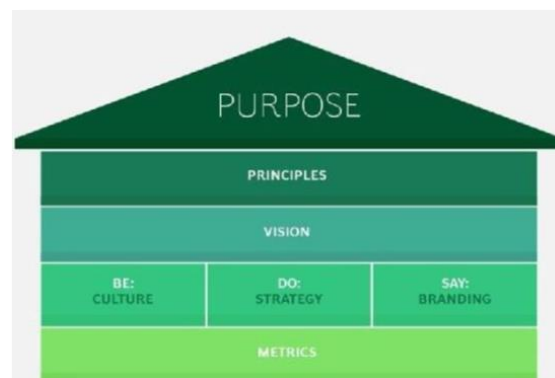 PURPOSE
PRINCIPLES
VISION
BE:
CULTURE
DO:
STRATEGY
SAY:
BRANDING
METRICS